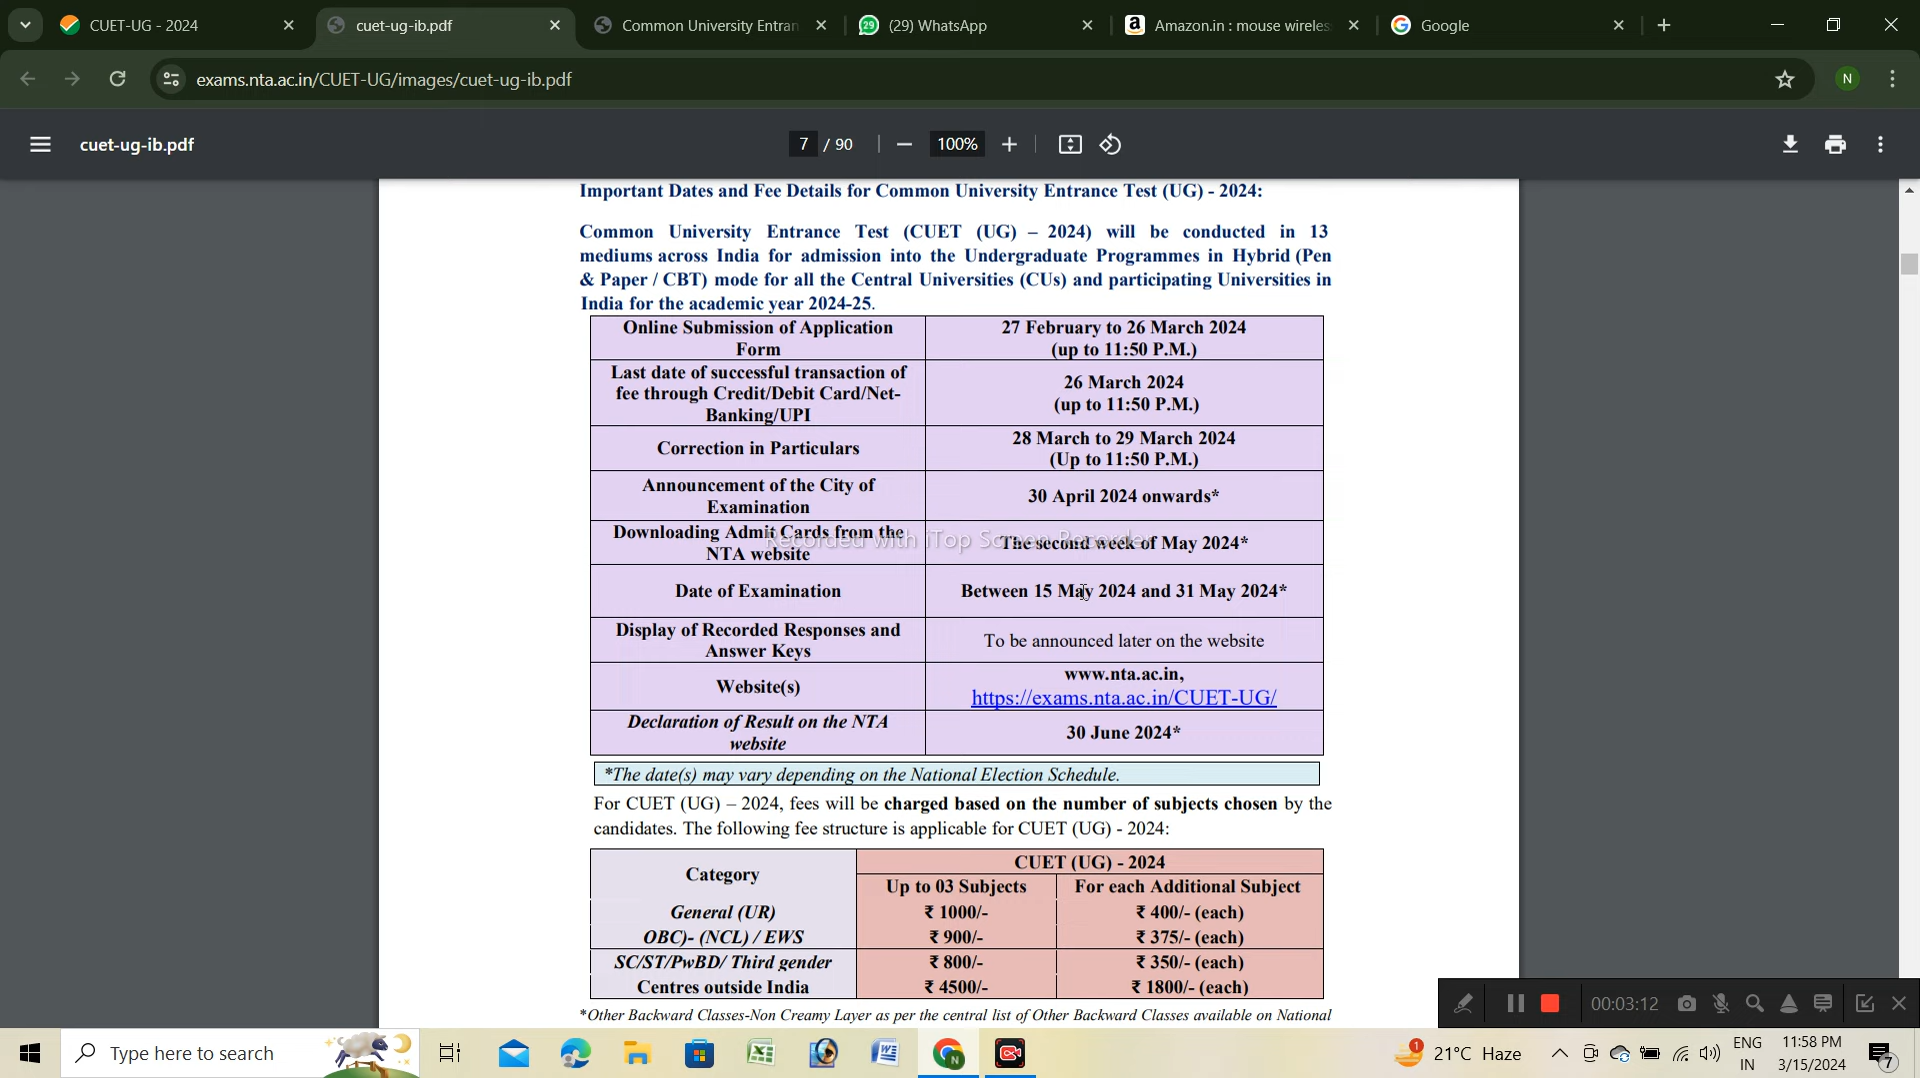 CUET-UG - 2024
cuet-ug-ib.pdf
Common University Entran
(29) WhatsApp
Amazon.in : mouse wireles
Google
exams.nta.ac.in/CUET-UG/images/cuet-ug-ib.pdf
N
cuet-ug-ib.pdf
7 / 90
100%
Important Dates and Fee Details for Common University Entrance Test (UG) - 2024:
Common University Entrance Test (CUET (UG) – 2024) will be conducted in 13
mediums across India for admission into the Undergraduate Programmes in Hybrid (Pen
& Paper / CBT) mode for all the Central Universities (CUs) and participating Universities in
India for the academic year 2024-25.
Online Submission of Application
Form
27 February to 26 March 2024
(up to 11:50 P.M.)
Last date of successful transaction of
fee through Credit/Debit Card/Net-
Banking/UPI
26 March 2024
(up to 11:50 P.M.)
Correction in Particulars
28 March to 29 March 2024
(Up to 11:50 P.M.)
Announcement of the City of
Examination
30 April 2024 onwards*
Downloading Admit Cards from the
NTA website
The second week of May 2024*
Recorded with iTop Screen Recorder
Date of Examination
Between 15 May 2024 and 31 May 2024*
Display of Recorded Responses and
Answer Keys
To be announced later on the website
Website(s)
www.nta.ac.in,
https://exams.nta.ac.in/CUET-UG/
Declaration of Result on the NTA
website
30 June 2024*
*The date(s) may vary depending on the National Election Schedule.
For CUET (UG) – 2024, fees will be charged based on the number of subjects chosen by the
candidates. The following fee structure is applicable for CUET (UG) - 2024:
Category
CUET (UG) - 2024
Up to 03 Subjects
For each Additional Subject
General (UR)
₹ 1000/-
₹ 400/- (each)
OBC)- (NCL) / EWS
₹ 900/-
₹ 375/- (each)
SC/ST/PwBD/ Third gender
₹ 800/-
₹ 350/- (each)
Centres outside India
₹ 4500/-
₹ 1800/- (each)
*Other Backward Classes-Non Creamy Layer as per the central list of Other Backward Classes available on National
00:03:12
Type here to search
1
21°C Haze
ENG
IN
11:58 PM
3/15/2024
7